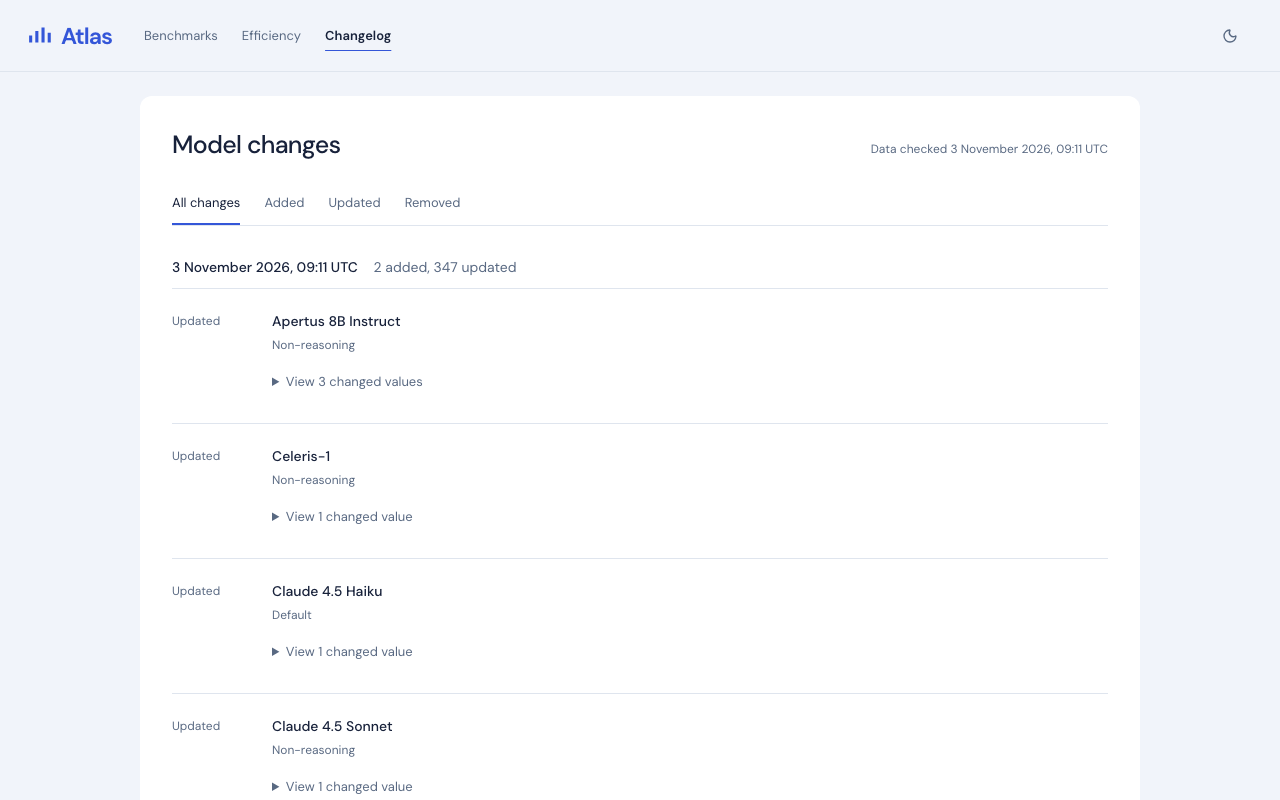 Atlas
Benchmarks
Efficiency
Changelog
Model changes
Data checked 3 November 2026, 09:11 UTC
All changes
Added
Updated
Removed
3 November 2026, 09:11 UTC
2 added, 347 updated
Updated
Apertus 8B Instruct
Non-reasoning
View 3 changed values
Updated
Celeris-1
Non-reasoning
View 1 changed value
Updated
Claude 4.5 Haiku
Default
View 1 changed value
Updated
Claude 4.5 Sonnet
Non-reasoning
View 1 changed value